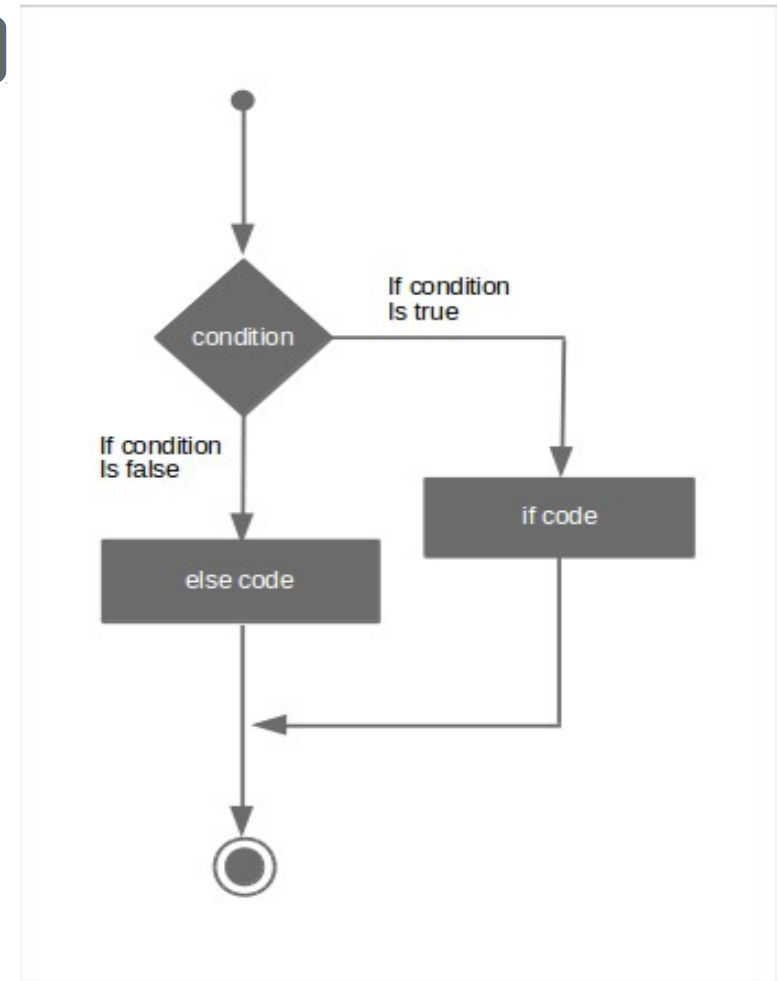 If condition
Is true
condition
If condition
Is false
if code
else code